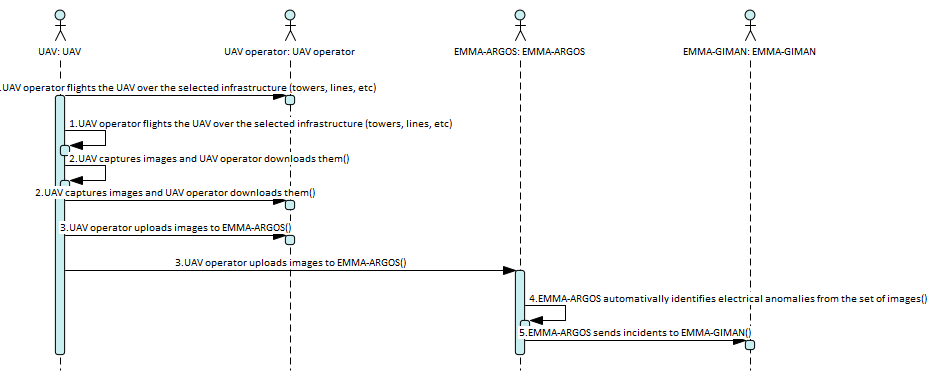 UAV: UAV
UAV operator: UAV operator
EMMA-ARGOS: EMMA-ARGOS
EMMA-GIMAN: EMMA-GIMAN
.UAV operator flights the UAV over the selected infrastructure (towers, lines, etc)
1.UAV operator flights the UAV over the selected infrastructure (towers, lines, etc)
2.UAV captures images and UAV operator downloads them()
2.UAV captures images and UAV operator downloads them()
3.UAV operator uploads images to EMMA-ARGOS()
3.UAV operator uploads images to EMMA-ARGOS()
4.EMMA-ARGOS automativally identifies electrical anomalies from the set of images()
5.EMMA-ARGOS sends incidents to EMMA-GIMAN()